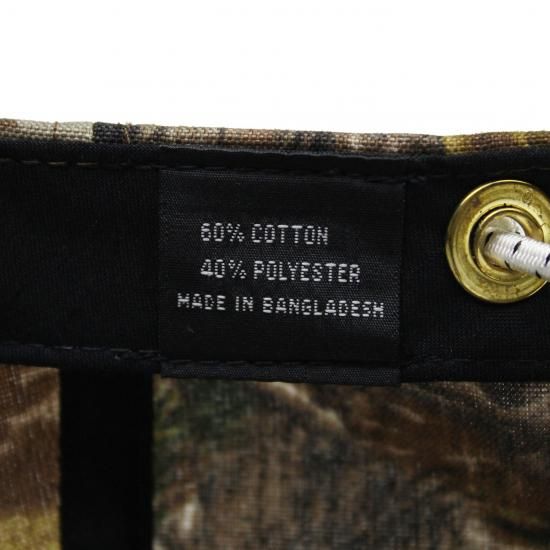 60% COTTON
40% POLYESTER
MADE IN BANGLADESH